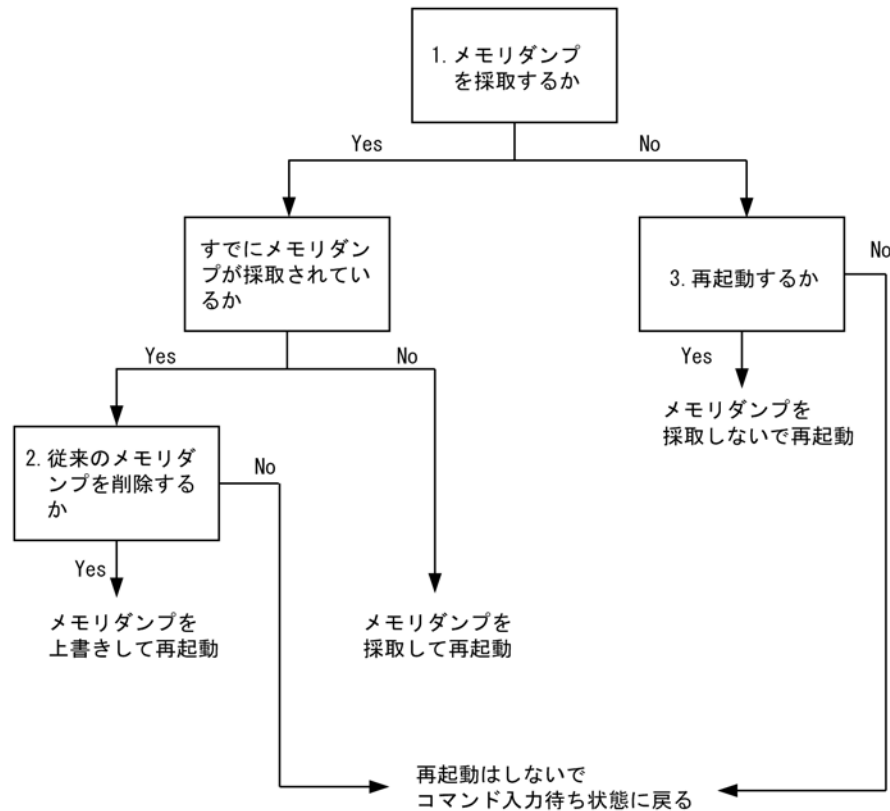 1. メモリダンプ
を採取するか
Yes
No
すでにメモリダン
プが採取されてい
るか
3. 再起動するか
No
Yes
No
Yes
メモリダンプを
採取しないで再起動
2. 従来のメモリダ
ンプを削除する
か
No
Yes
メモリダンプを
上書きして再起動
メモリダンプを
採取して再起動
再起動はしないで
コマンド入力待ち状態に戻る